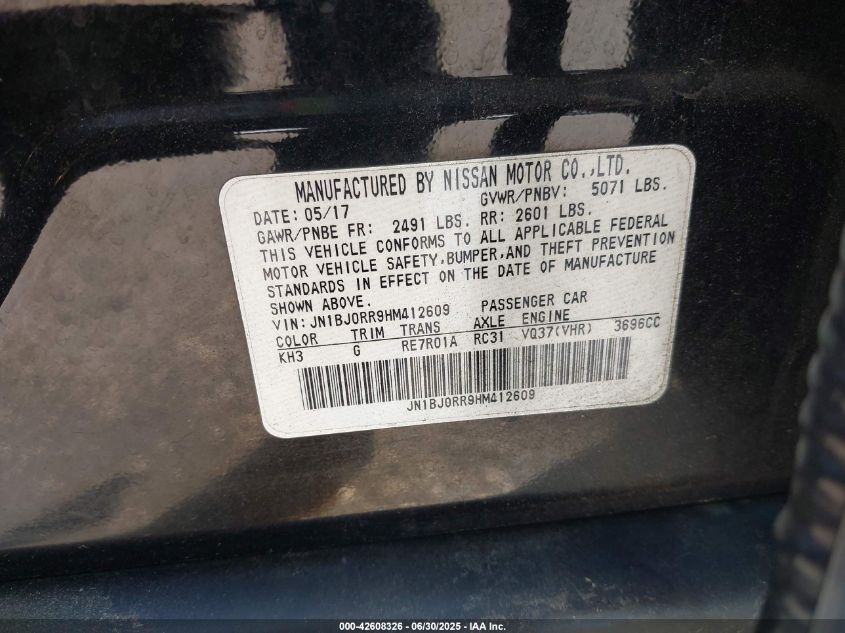 MANUFACTURED BY NISSAN MOTOR CO.,LTD.
DATE: 05/17 GVWR/PNBV: 5071 LBS.
GAWR/PNBE FR: 2491 LBS. RR: 2601 LBS.
THIS VEHICLE CONFORMS TO ALL APPLICABLE FEDERAL
MOTOR VEHICLE SAFETY,BUMPER,AND THEFT PREVENTION
STANDARDS IN EFFECT ON THE DATE OF MANUFACTURE
SHOWN ABOVE.
VIN: JN1BJ0RR9HM412609 PASSENGER CAR
COLOR TRIM TRANS AXLE ENGINE
KH3 G RE7R01A RC31 VQ37(VHR) 3696CC
JN1BJ0RR9HM412609
000-42608326 - 06/30/2025 - IAA Inc.